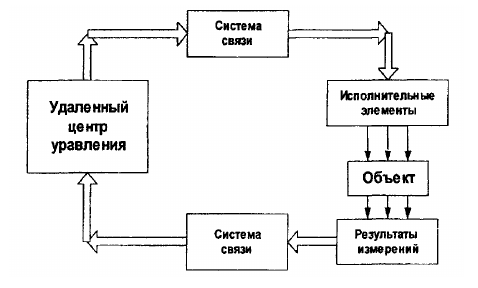 Система
связи
Исполнительные
элементы
Удаленный
центр
уравления
Объект
Результаты
измерений
Система
связи